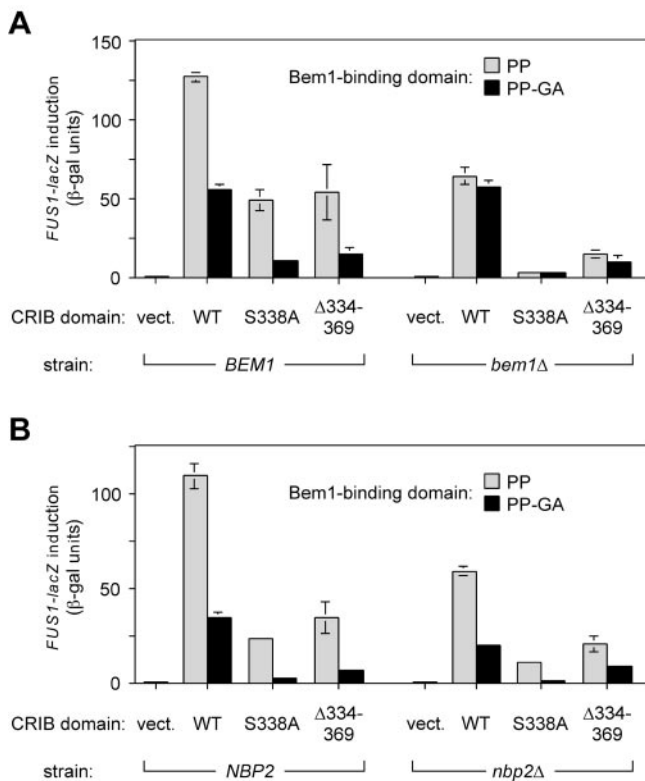 A
150
100
50
0
FUS1-lacZ induction
(β-gal units)
Bem1-binding domain:
PP
PP-GA
CRIB domain: vect. WT S338A Δ334-369 vect. WT S338A Δ334-369
strain: BEM1 bem1Δ
B
100
50
0
FUS1-lacZ induction
(β-gal units)
Bem1-binding domain:
PP
PP-GA
CRIB domain: vect. WT S338A Δ334-369 vect. WT S338A Δ334-369
strain: NBP2 nbp2Δ